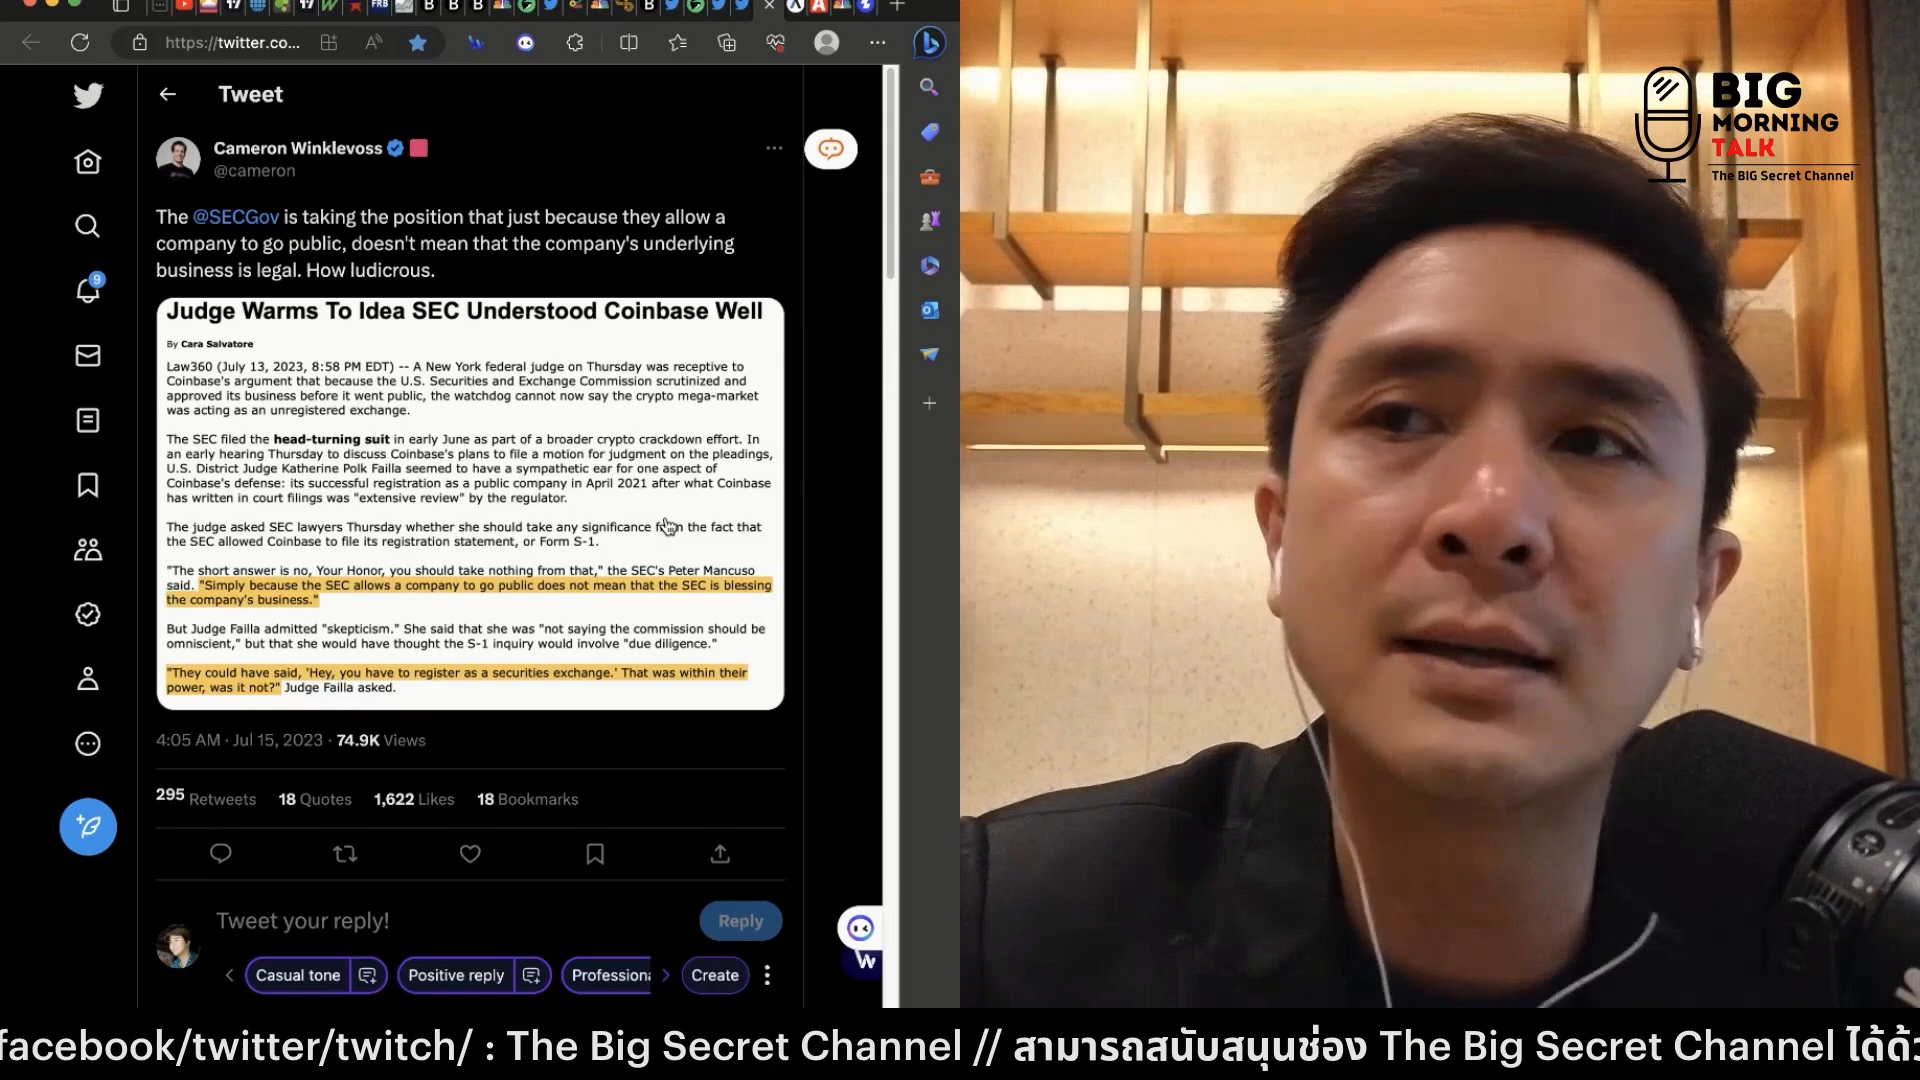 https://twitter.co...
Tweet
Cameron Winklevoss
@cameron
The @SECGov is taking the position that just because they allow a
company to go public, doesn't mean that the company's underlying
business is legal. How ludicrous.
Judge Warms To Idea SEC Understood Coinbase Well
By Cara Salvatore
Law360 (July 13, 2023, 8:58 PM EDT) -- A New York federal judge on Thursday was receptive to
Coinbase's argument that because the U.S. Securities and Exchange Commission scrutinized and
approved its business before it went public, the watchdog cannot now say the crypto mega-market
was acting as an unregistered exchange.
The SEC filed the head-turning suit in early June as part of a broader crypto crackdown effort. In
an early hearing Thursday to discuss Coinbase's plans to file a motion for judgment on the pleadings,
U.S. District Judge Katherine Polk Failla seemed to have a sympathetic ear for one aspect of
Coinbase's defense: its successful registration as a public company in April 2021 after what Coinbase
has written in court filings was "extensive review" by the regulator.
The judge asked SEC lawyers Thursday whether she should take any significance the fact that
the SEC allowed Coinbase to file its registration statement, or Form S-1.
"The short answer is no, Your Honor, you should take nothing from that," the SEC's Peter Mancuso
said. "Simply because the SEC allows a company to go public does not mean that the SEC is blessing
the company's business."
But Judge Failla admitted "skepticism." She said that she was "not saying the commission should be
omniscient," but that she would have thought the S-1 inquiry would involve "due diligence."
"They could have said, 'Hey, you have to register as a securities exchange.' That was within their
power, was it not?" Judge Failla asked.
4:05 AM · Jul 15, 2023 · 74.9K Views
295 Retweets 18 Quotes 1,622 Likes 18 Bookmarks
Tweet your reply!
Reply
Casual tone
Positive reply
Professiona
Create
9
BIG
MORNING
TALK
The BIG Secret Channel
facebook/twitter/twitch/ : The Big Secret Channel // สามารถสนับสนุนช่อง The Big Secret Channel ได้ด้ว